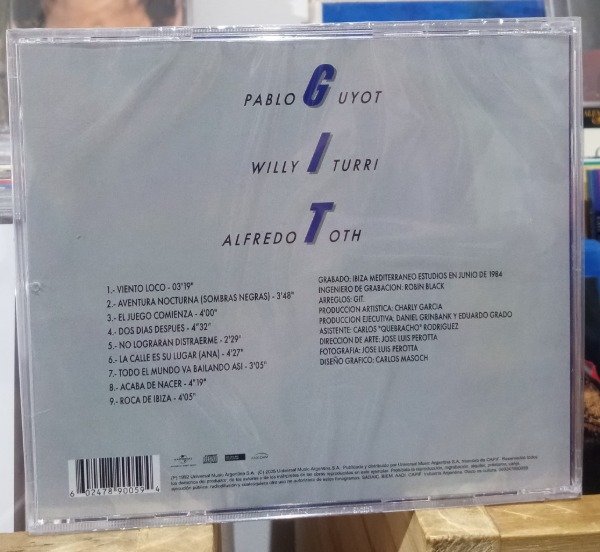 PABLO GUYOT
WILLY ITURRI
ALFREDO TOTH
1.- VIENTO LOCO - 03'19"
2.- AVENTURA NOCTURNA (SOMBRAS NEGRAS) - 3'48"
3.- EL JUEGO COMIENZA - 4'00"
4.- DOS DIAS DESPUES - 4"32'
5.- NO LOGRARAN DISTRAERME - 2'29'
6.- LA CALLE ES SU LUGAR (ANA) - 4'27"
7.- TODO EL MUNDO VA BAILANDO ASI - 3'05"
8.- ACABA DE NACER - 4'19"
9.- ROCA DE IBIZA - 4'05"
GRABADO: IBIZA MEDITERRANEO ESTUDIOS EN JUNIO DE 1984
INGENIERO DE GRABACION: ROBIN BLACK
ARREGLOS: GIT.
PRODUCCION ARTISTICA: CHARLY GARCIA
PRODUCCION EJECUTIVA: DANIEL GRINBANK Y EDUARDO GRADO
ASISTENTE: CARLOS "QUEBRACHO" RODRIGUEZ
DIRECCION DE ARTE: JOSE LUIS PEROTTA
FOTOGRAFIA: JOSE LUIS PEROTTA
DISEÑO GRAFICO: CARLOS MASOCH
6 02478 90059 4